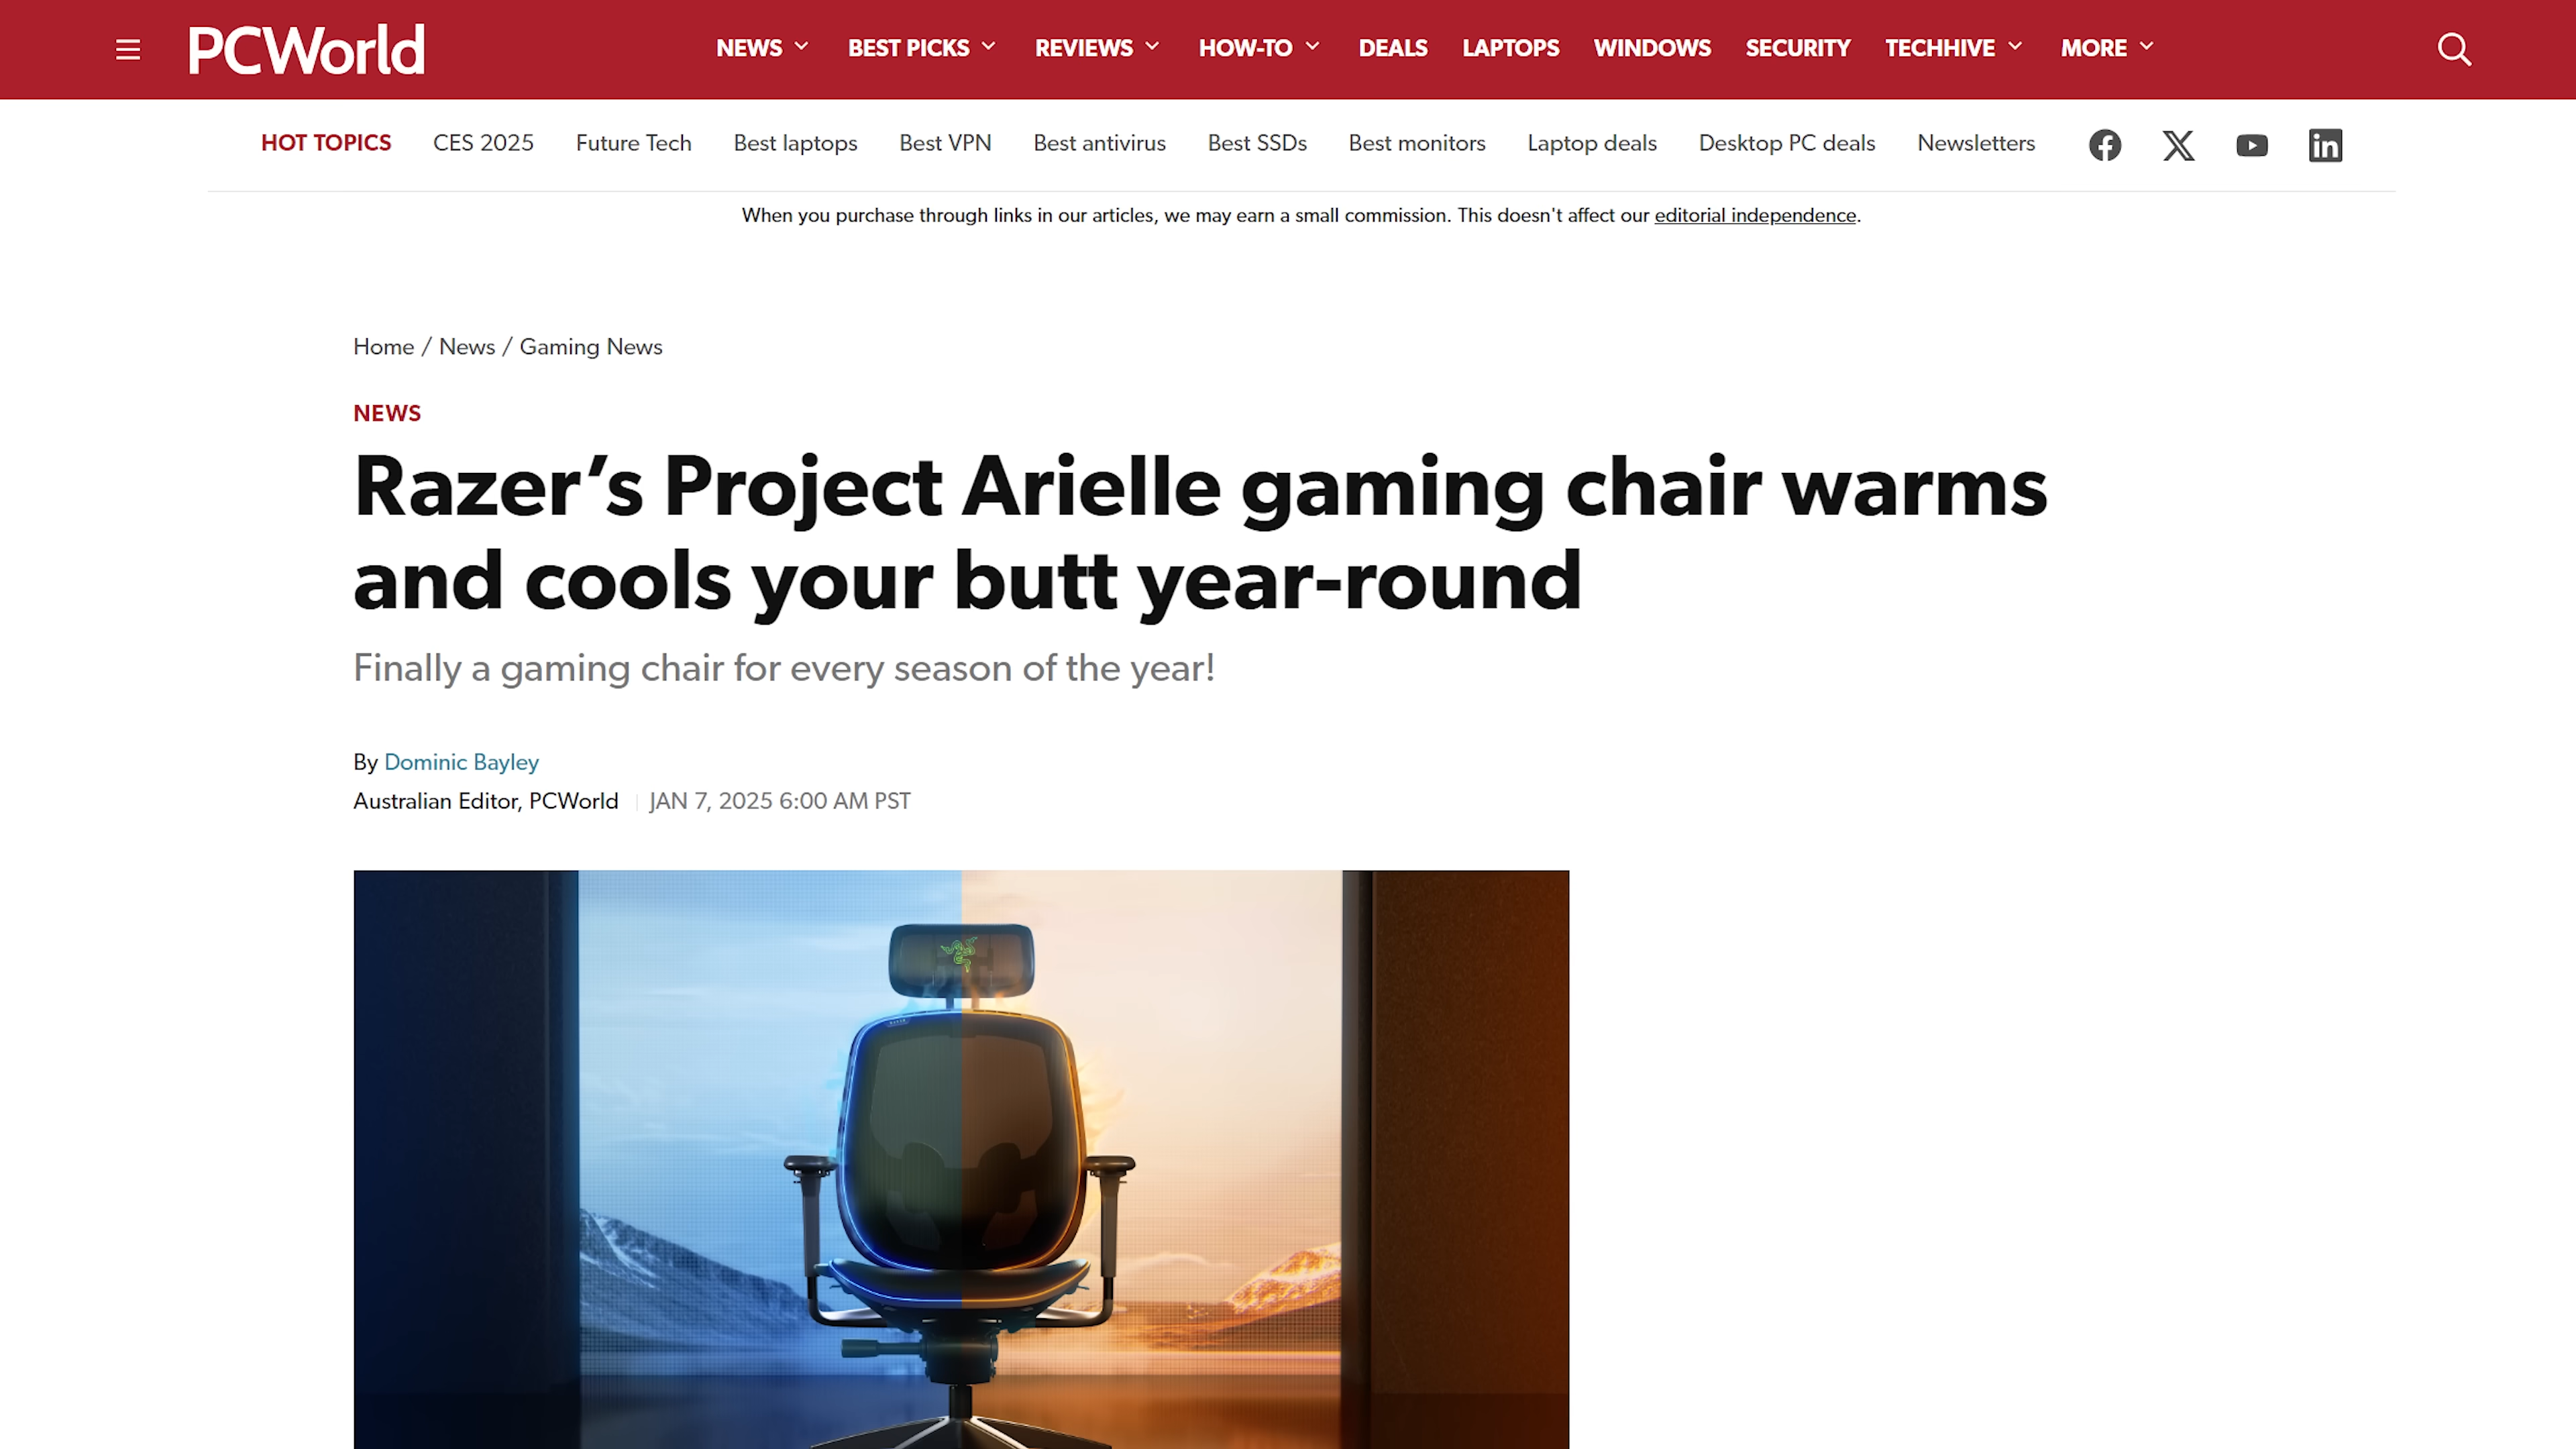 PCWorld
NEWS BEST PICKS REVIEWS HOW-TO DEALS LAPTOPS WINDOWS SECURITY TECHHIVE MORE
HOT TOPICS CES 2025 Future Tech Best laptops Best VPN Best antivirus Best SSDs Best monitors Laptop deals Desktop PC deals Newsletters
When you purchase through links in our articles, we may earn a small commission. This doesn't affect our editorial independence.
Home / News / Gaming News
NEWS
Razer’s Project Arielle gaming chair warms
and cools your butt year-round
Finally a gaming chair for every season of the year!
By Dominic Bayley
Australian Editor, PCWorld JAN 7, 2025 6:00 AM PST